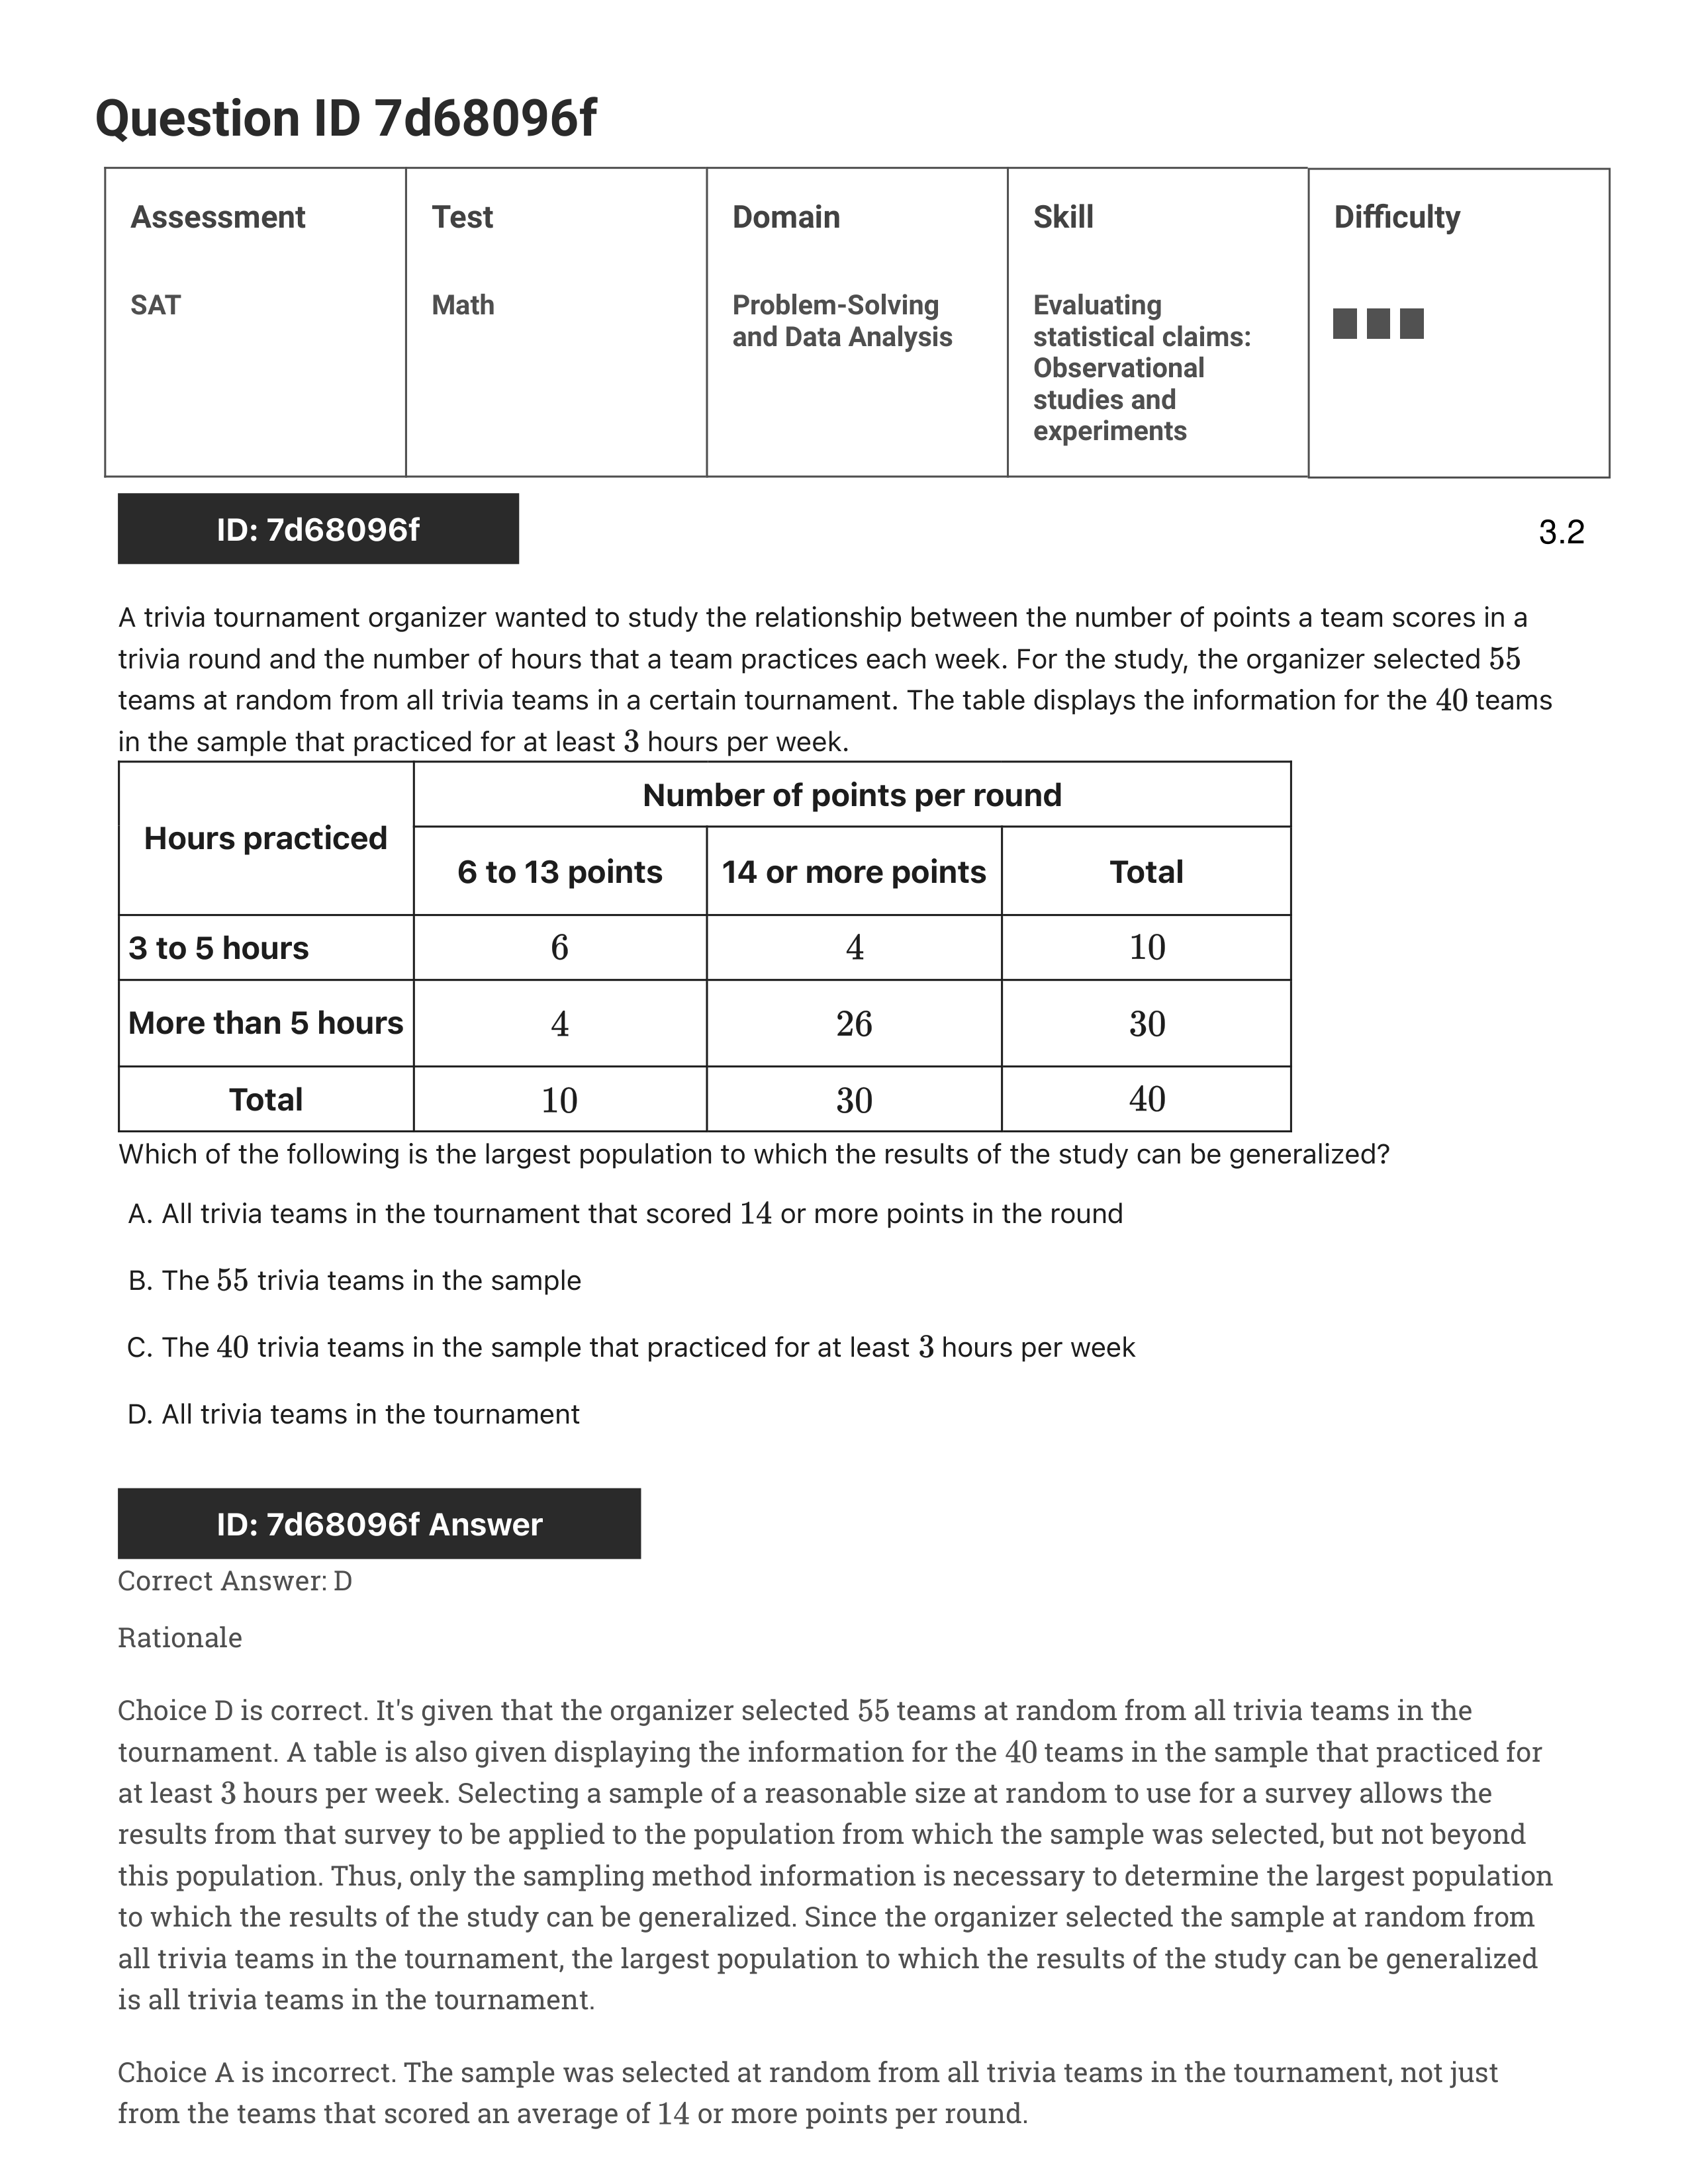 Question ID 7d68096f
Assessment Test Domain Skill Difficulty
SAT Math Problem-Solving and Data Analysis Evaluating statistical claims: Observational studies and experiments
ID: 7d68096f
3.2
A trivia tournament organizer wanted to study the relationship between the number of points a team scores in a
trivia round and the number of hours that a team practices each week. For the study, the organizer selected 55
teams at random from all trivia teams in a certain tournament. The table displays the information for the 40 teams
in the sample that practiced for at least 3 hours per week.
Hours practiced
Number of points per round
6 to 13 points 14 or more points Total
3 to 5 hours 6 4 10
More than 5 hours 4 26 30
Total 10 30 40
Which of the following is the largest population to which the results of the study can be generalized?
A. All trivia teams in the tournament that scored 14 or more points in the round
B. The 55 trivia teams in the sample
C. The 40 trivia teams in the sample that practiced for at least 3 hours per week
D. All trivia teams in the tournament
ID: 7d68096f Answer
Correct Answer: D
Rationale
Choice D is correct. It's given that the organizer selected 55 teams at random from all trivia teams in the
tournament. A table is also given displaying the information for the 40 teams in the sample that practiced for
at least 3 hours per week. Selecting a sample of a reasonable size at random to use for a survey allows the
results from that survey to be applied to the population from which the sample was selected, but not beyond
this population. Thus, only the sampling method information is necessary to determine the largest population
to which the results of the study can be generalized. Since the organizer selected the sample at random from
all trivia teams in the tournament, the largest population to which the results of the study can be generalized
is all trivia teams in the tournament.
Choice A is incorrect. The sample was selected at random from all trivia teams in the tournament, not just
from the teams that scored an average of 14 or more points per round.